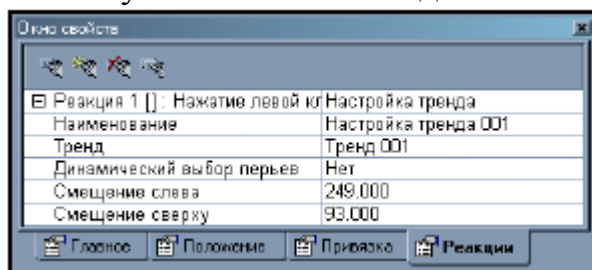 Окно свойств
Реакция 1 [] : Нажатие левой кл Настройка тренда
Наименование Настройка тренда 001
Тренд Тренд 001
Динамический выбор перьев Нет
Смещение слева 249.000
Смещение сверху 93.000
Главное Положение Привязка Реакции